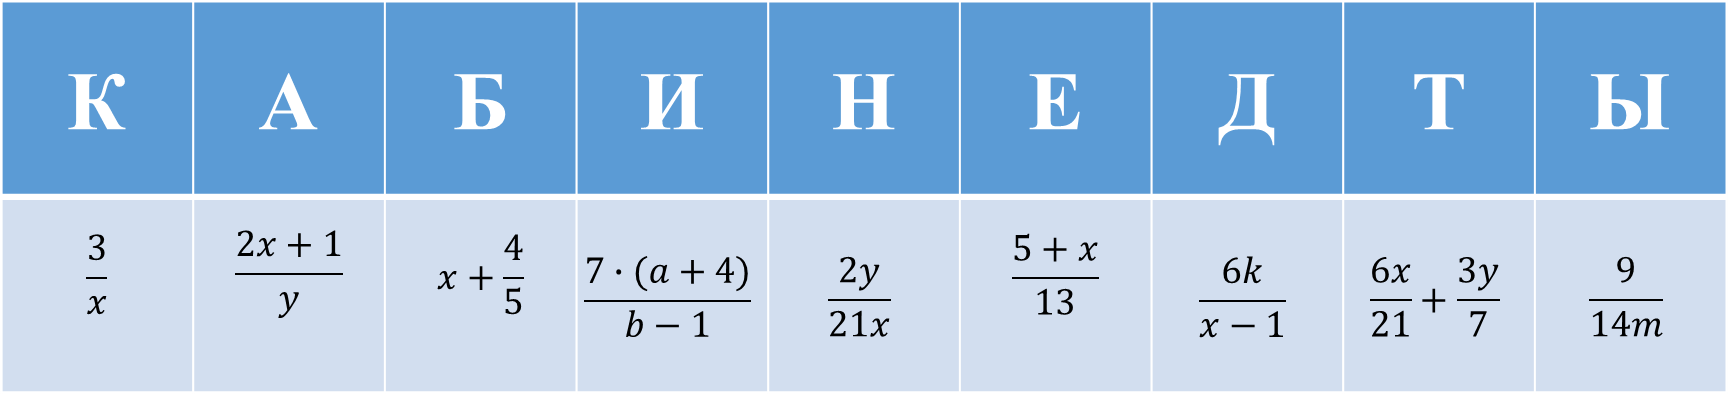 К А Б И Н Е Д Т Ы
3/x (2x + 1)/y x + 4/5 7 · (a + 4)/(b − 1) 2y/21x (5 + x)/13 6k/(x − 1) 6x/21 + 3y/7 9/14m